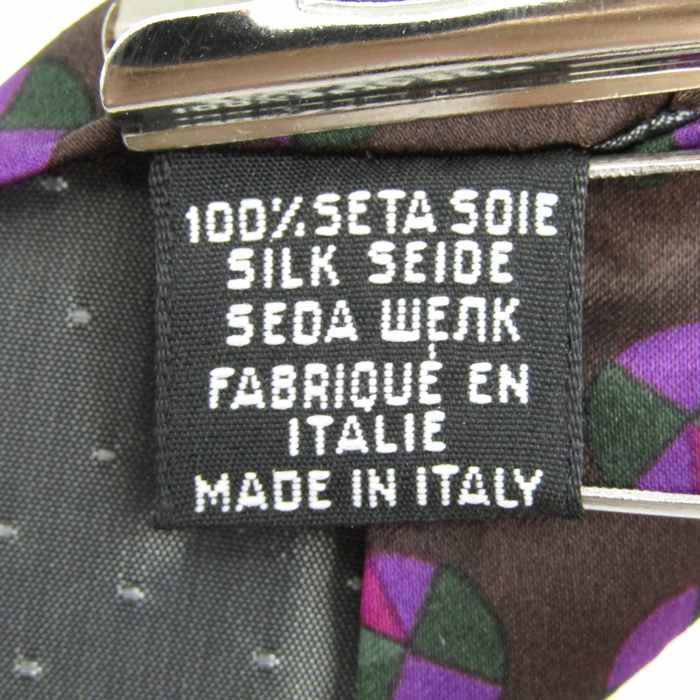 100% SETA SOIE
SILK SEIDE
SEDA ШЕЛК
FABRIQUÉ EN
ITALIE
MADE IN ITALY